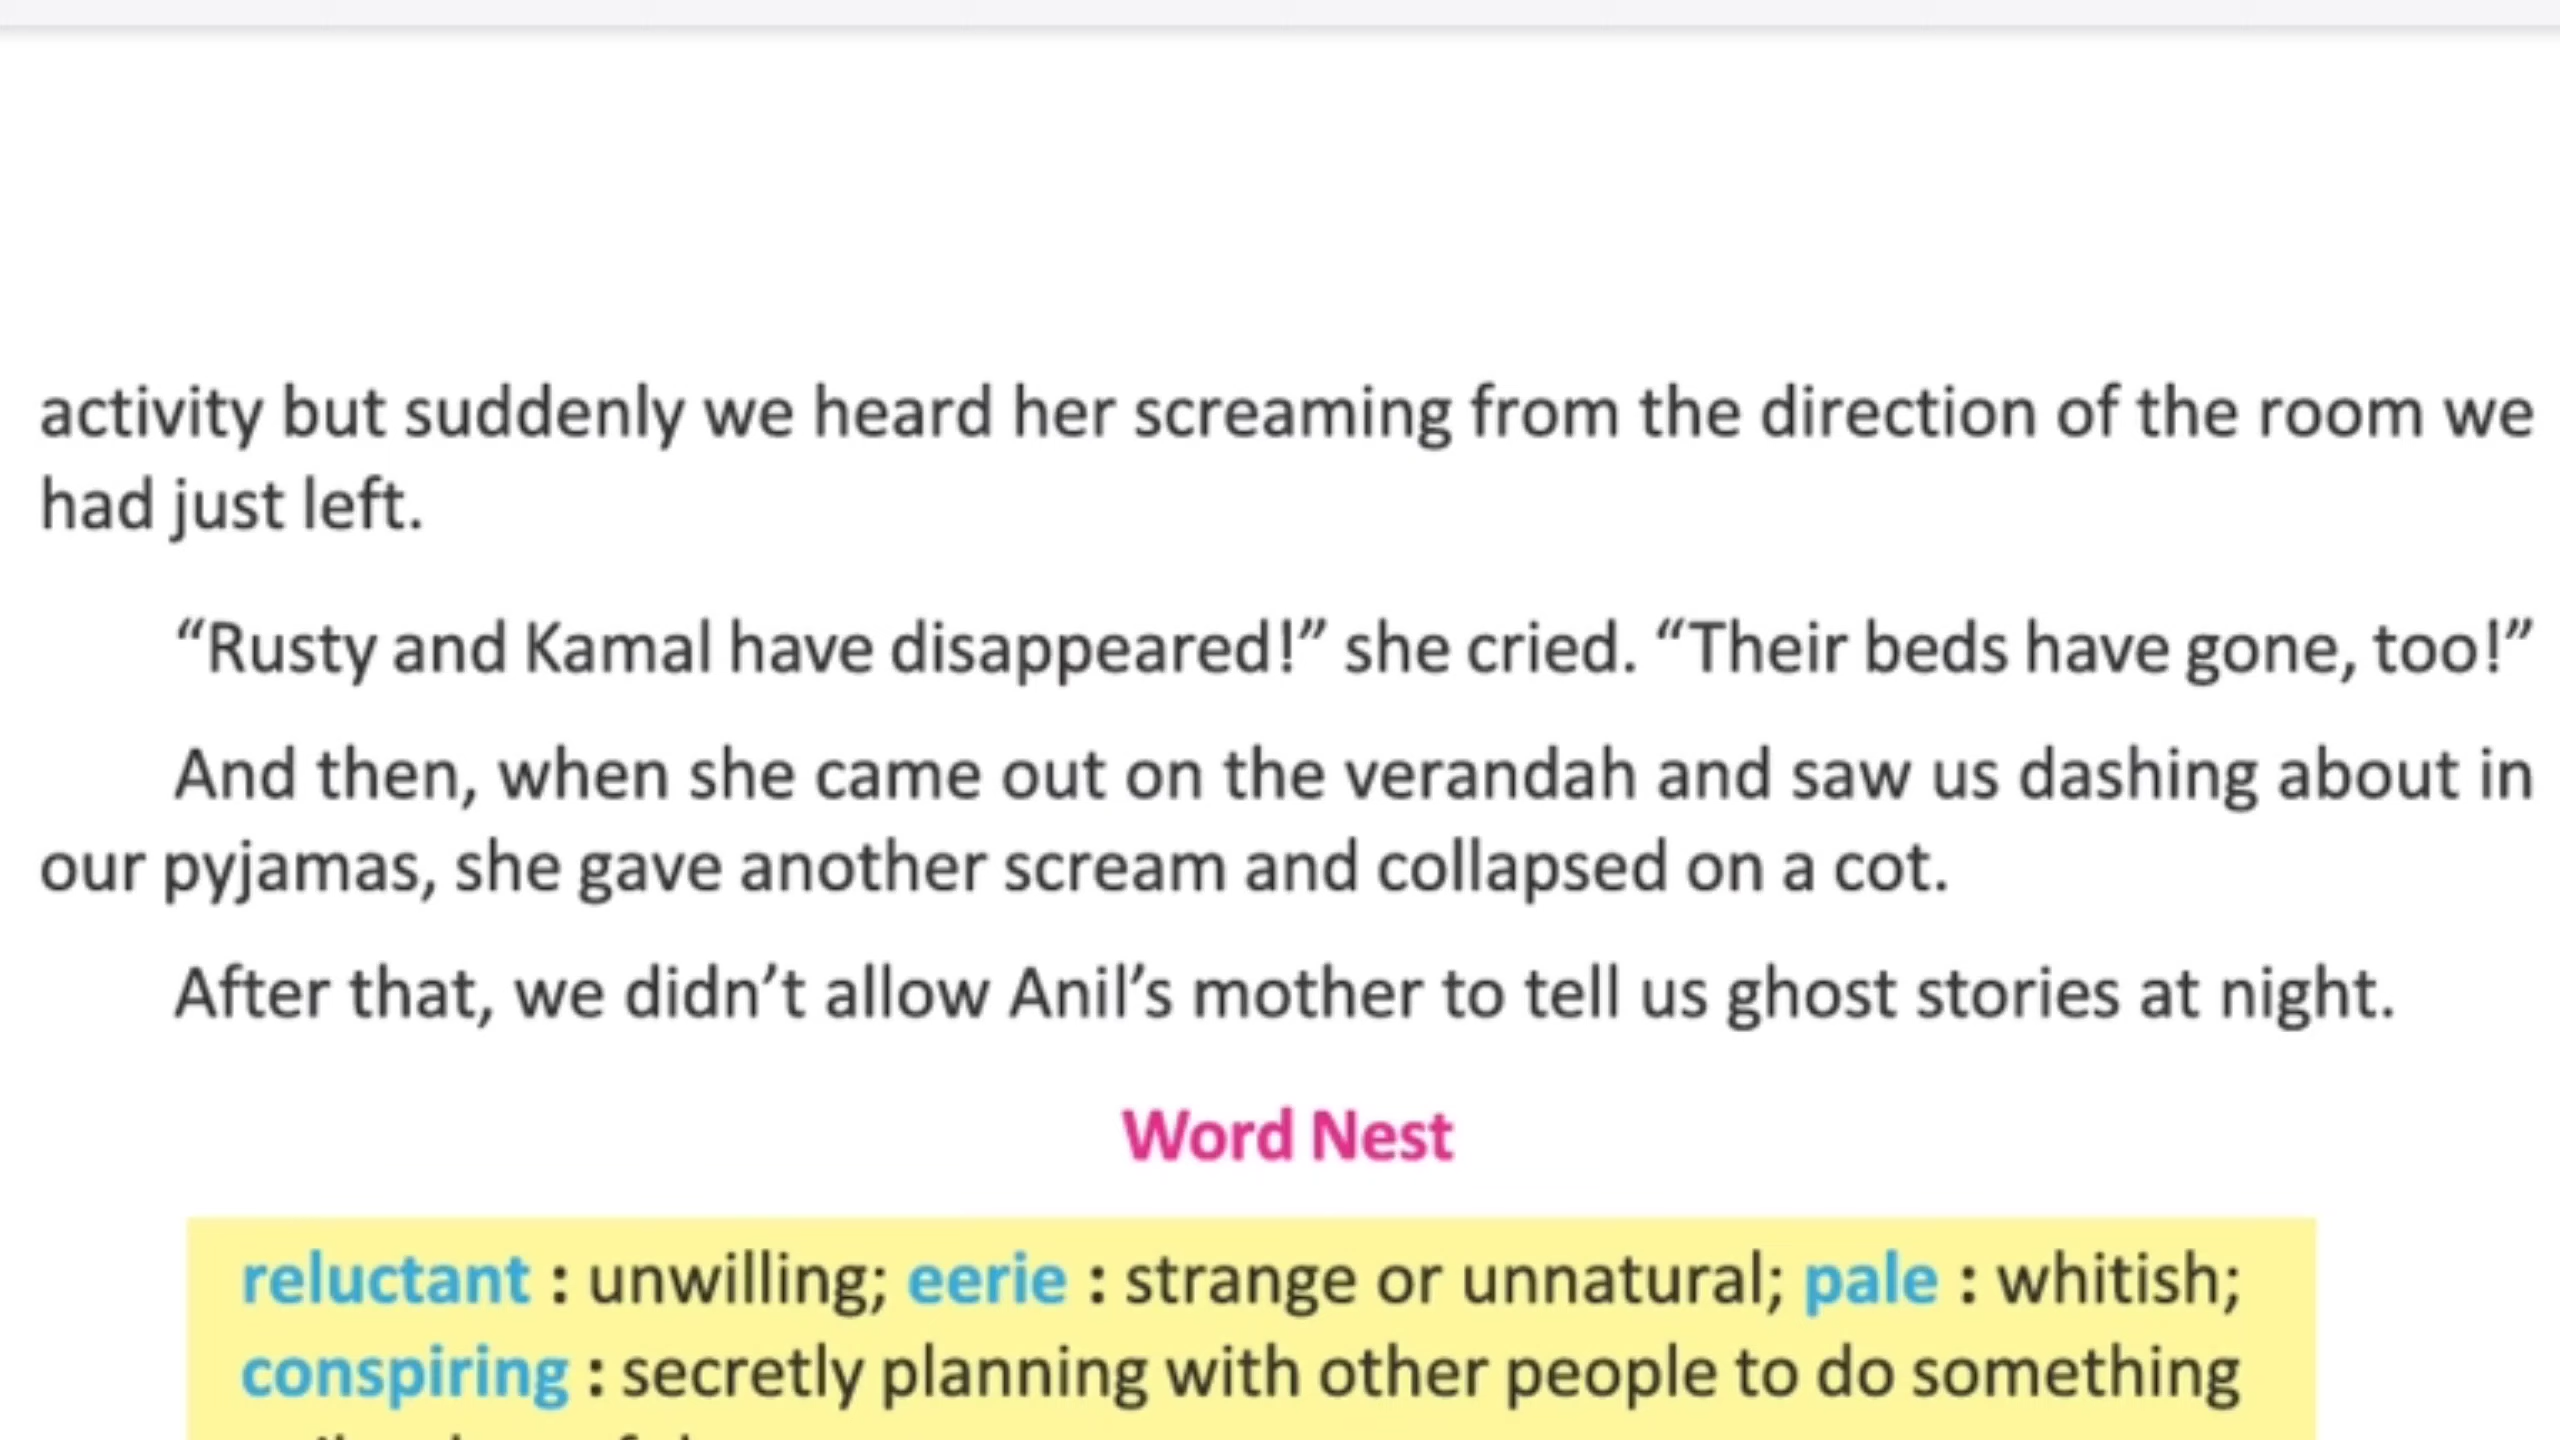 activity but suddenly we heard her screaming from the direction of the room we
had just left.
“Rusty and Kamal have disappeared!” she cried. “Their beds have gone, too!”
And then, when she came out on the verandah and saw us dashing about in
our pyjamas, she gave another scream and collapsed on a cot.
After that, we didn’t allow Anil’s mother to tell us ghost stories at night.
Word Nest
reluctant : unwilling; eerie : strange or unnatural; pale : whitish;
conspiring : secretly planning with other people to do something